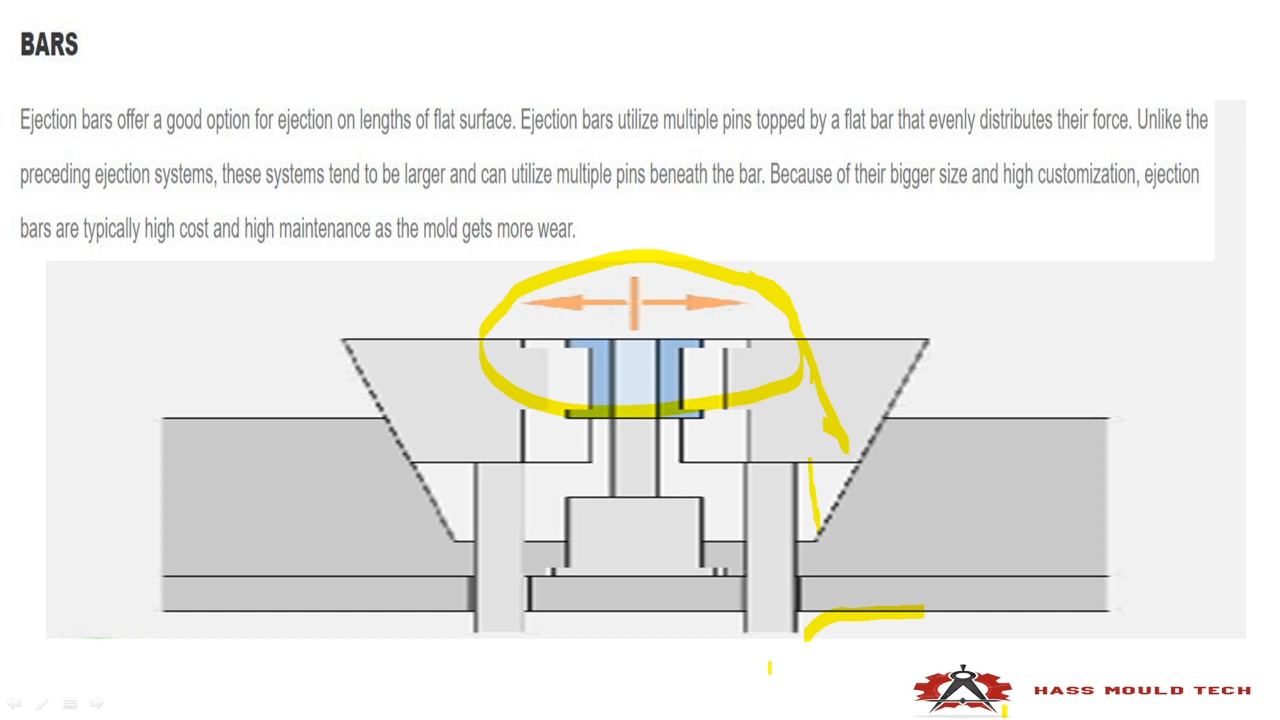 BARS
Ejection bars offer a good option for ejection on lengths of flat surface. Ejection bars utilize multiple pins topped by a flat bar that evenly distributes their force. Unlike the
preceding ejection systems, these systems tend to be larger and can utilize multiple pins beneath the bar. Because of their bigger size and high customization, ejection
bars are typically high cost and high maintenance as the mold gets more wear.
HASS MOULD TECH